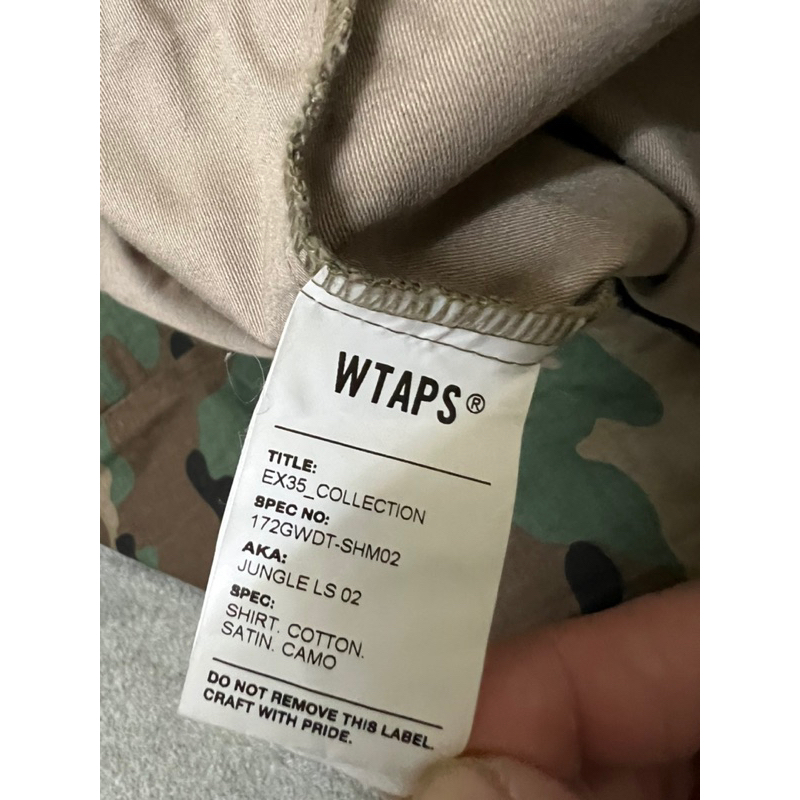 WTAPS®
TITLE:
EX35_COLLECTION
SPEC NO:
172GWDT-SHM02
AKA:
JUNGLE LS 02
SPEC:
SHIRT. COTTON.
SATIN. CAMO
DO NOT REMOVE THIS LABEL.
CRAFT WITH PRIDE.